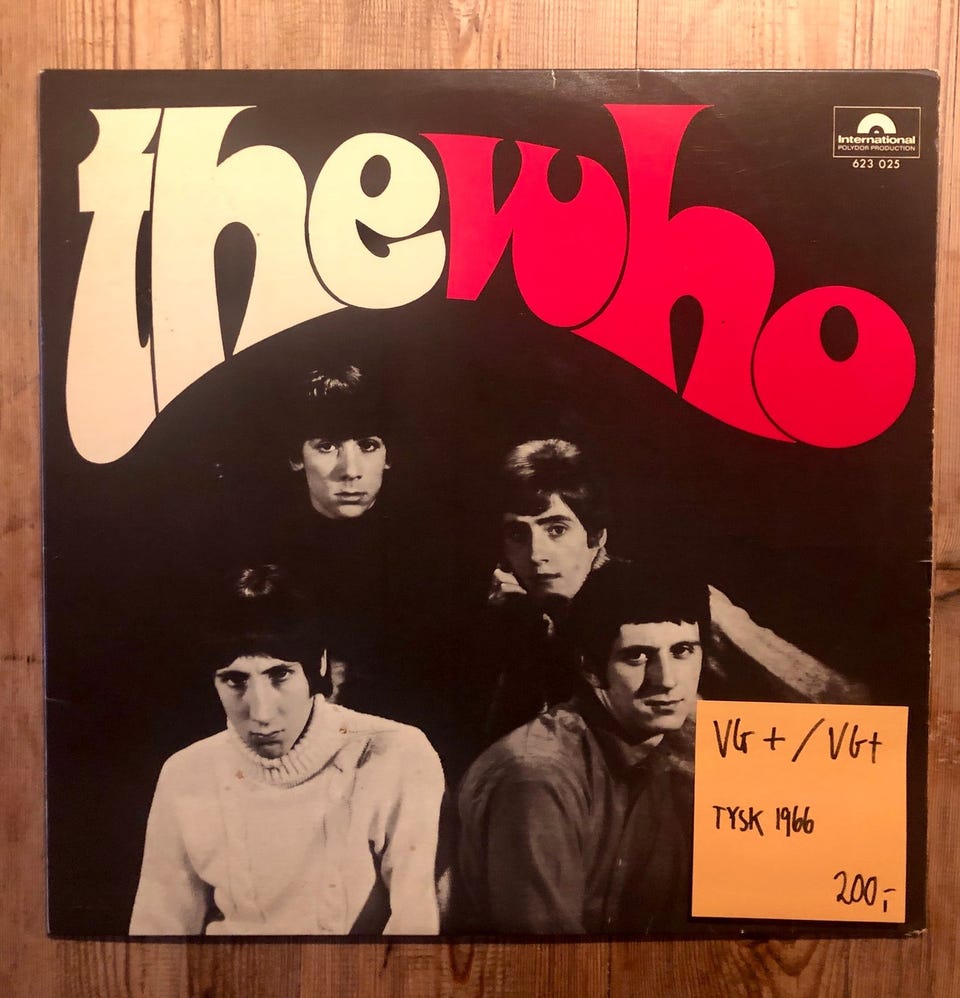 the who
International
POLYDOR PRODUCTION
623 025
VG + / VG+
TYSK 1966
200,-